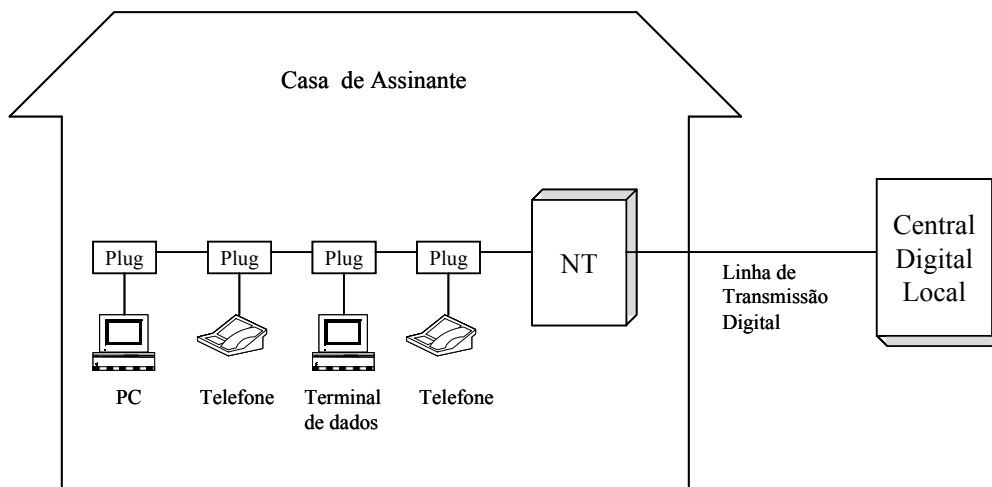 Casa de Assinante
Plug
Plug
Plug
Plug
NT
Central
Digital
Local
Linha de
Transmissão
Digital
PC
Telefone
Terminal
de dados
Telefone